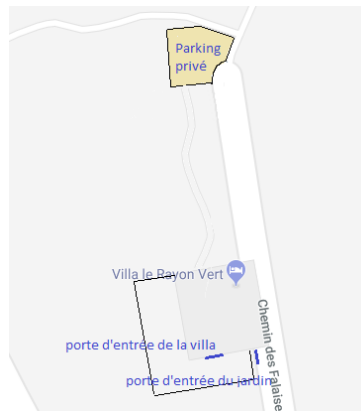 Parking
privé
Villa le Rayon Vert
Chemin des Falaise
porte d'entrée de la villa
porte d'entrée du jardin